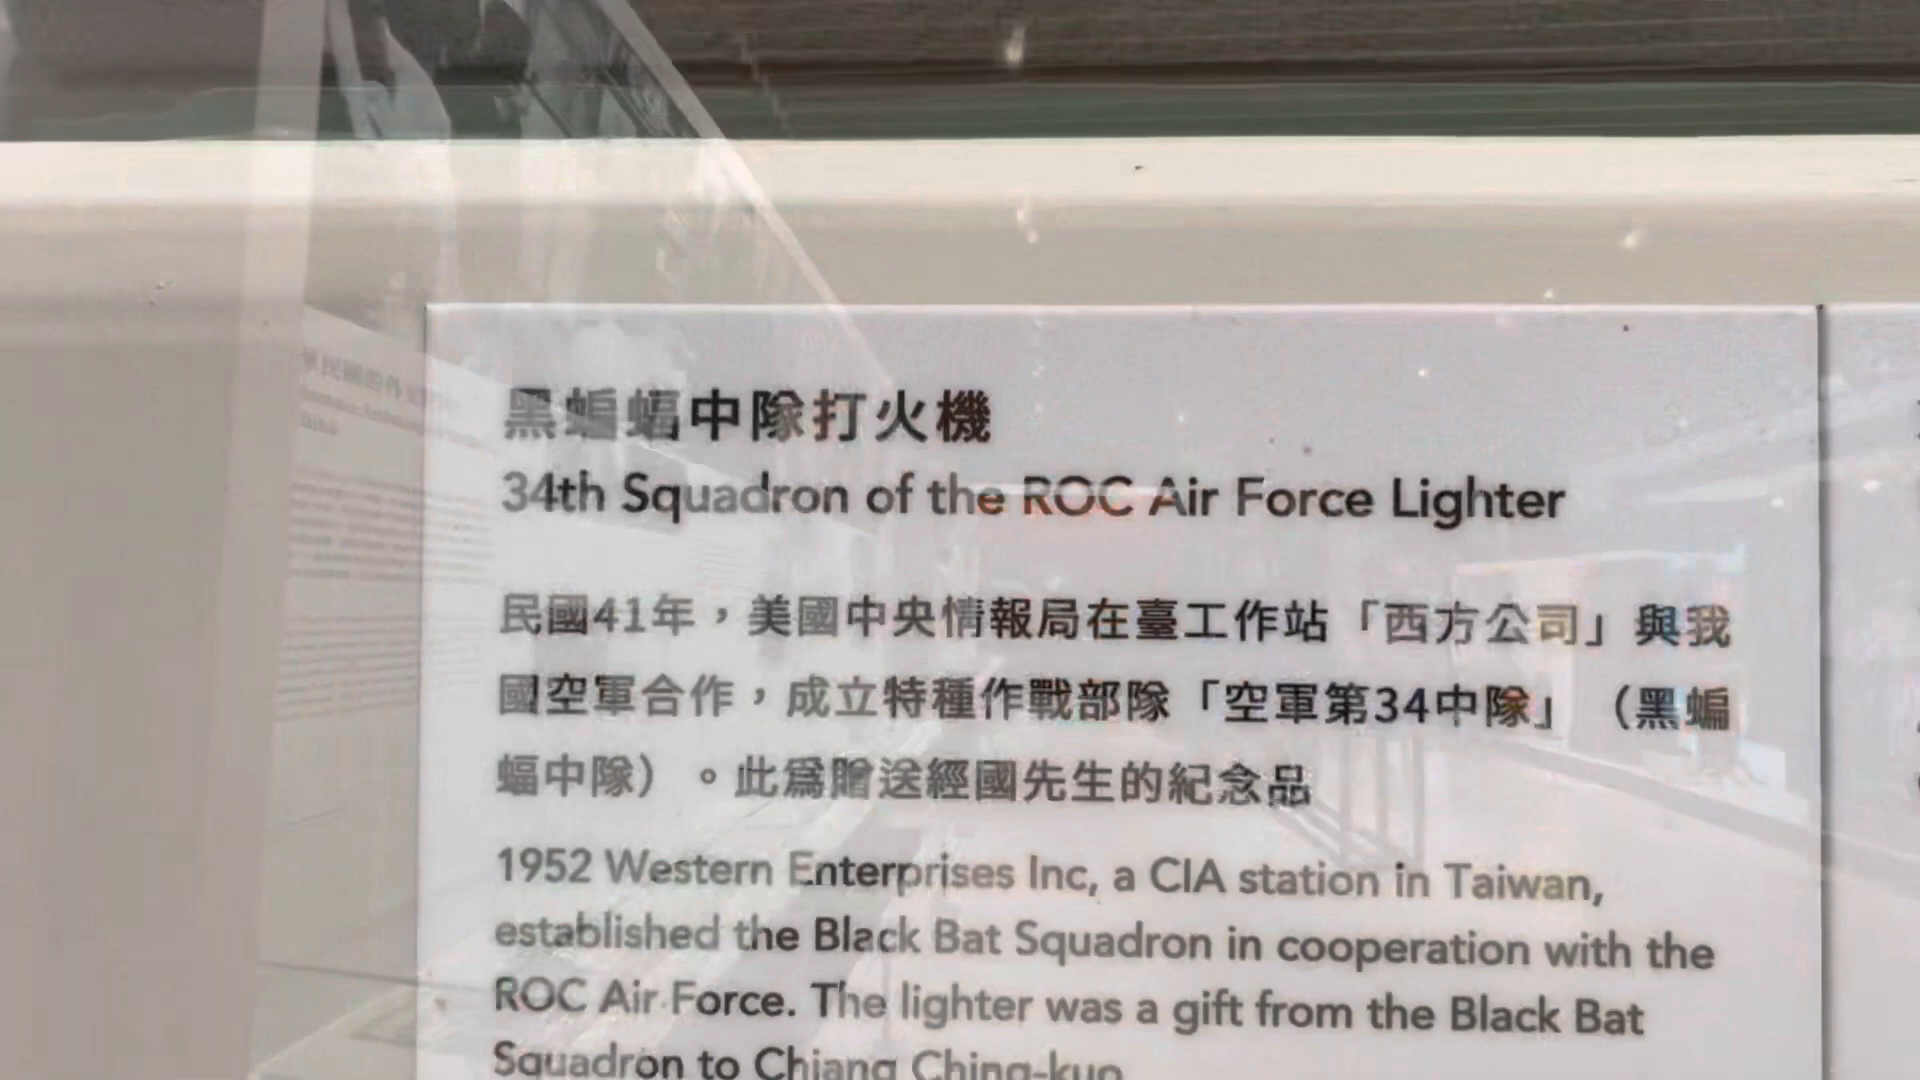 黑蝙蝠中隊打火機
34th Squadron of the ROC Air Force Lighter
民國41年，美國中央情報局在臺工作站「西方公司」與我
國空軍合作，成立特種作戰部隊「空軍第34中隊」（黑蝙
蝠中隊）。此爲贈送經國先生的紀念品
1952 Western Enterprises Inc, a CIA station in Taiwan,
established the Black Bat Squadron in cooperation with the
ROC Air Force. The lighter was a gift from the Black Bat
Squadron to Chiang Ching-kuo